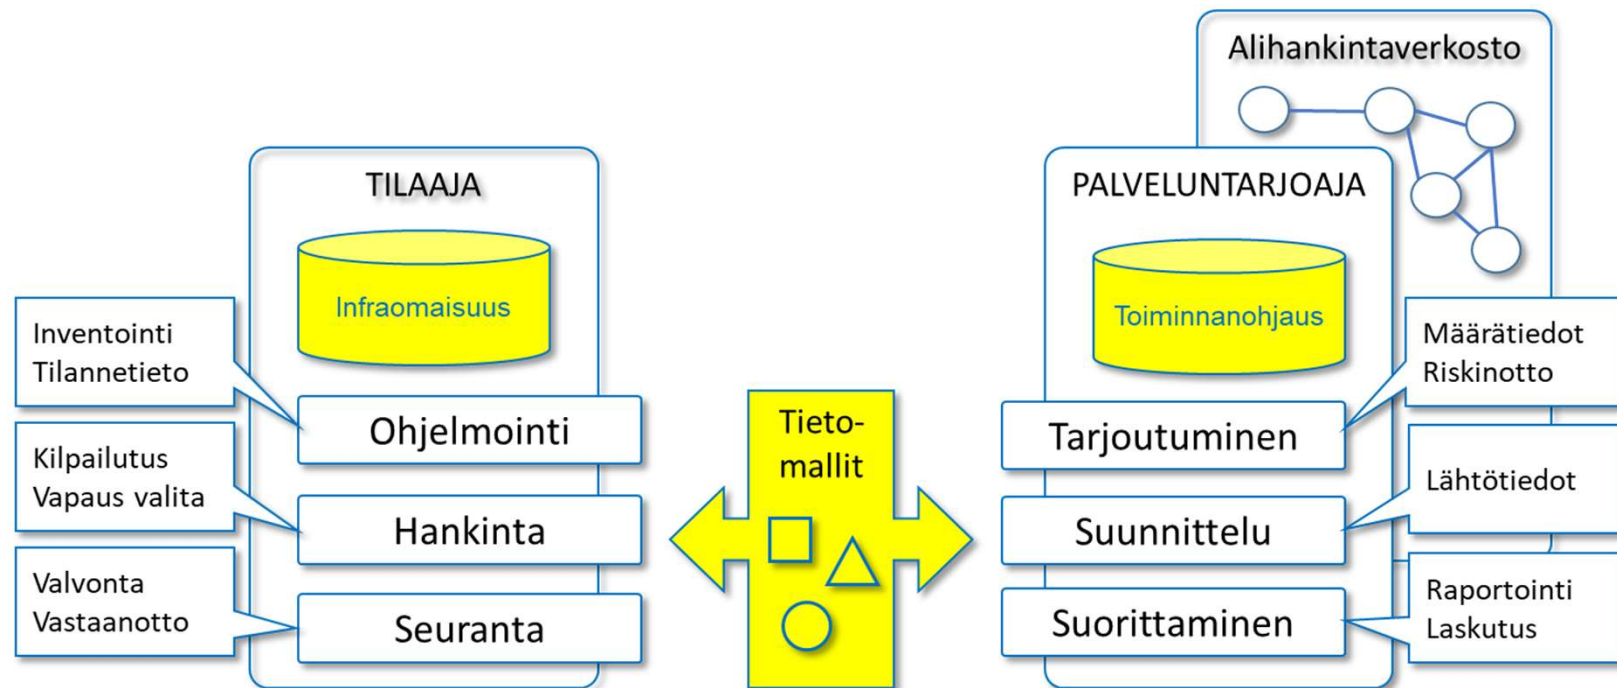 Alihankintaverkosto
TILAAJA
Infraomaisuus
Inventointi
Tilannetieto
Ohjelmointi
Kilpailutus
Vapaus valita
Hankinta
Valvonta
Vastaanotto
Seuranta
Tieto-
mallit
PALVELUNTARJOAJA
Toiminnanohjaus
Määrätiedot
Riskinotto
Tarjoutuminen
Lähtötiedot
Suunnittelu
Raportointi
Laskutus
Suorittaminen